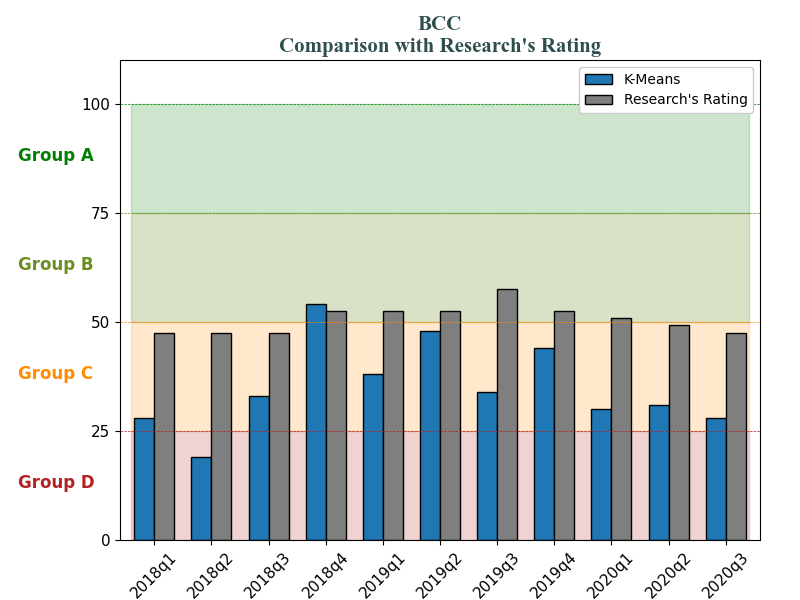 BCC
Comparison with Research's Rating
K-Means
Research's Rating
100
Group A
75
Group B
50
Group C
25
Group D
0
2018q1 2018q2 2018q3 2018q4 2019q1 2019q2 2019q3 2019q4 2020q1 2020q2 2020q3